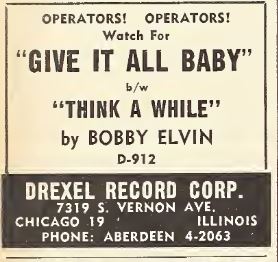 OPERATORS! OPERATORS!
Watch For
"GIVE IT ALL BABY"
b/w
"THINK A WHILE"
by BOBBY ELVIN
D-912
DREXEL RECORD CORP.
7319 S. VERNON AVE.
CHICAGO 19 ILLINOIS
PHONE: ABERDEEN 4-2063